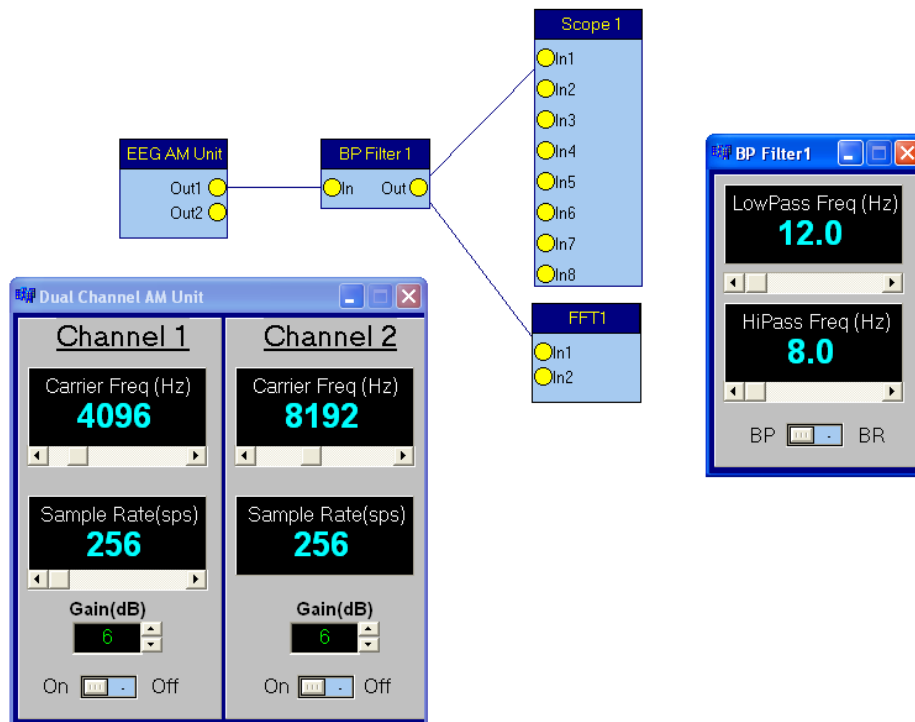 Scope 1
In1
In2
In3
In4
In5
In6
In7
In8
EEG AM Unit
Out1
Out2
BP Filter 1
In Out
FFT1
In1
In2
BP Filter1
LowPass Freq (Hz)
12.0
HiPass Freq (Hz)
8.0
BP BR
Dual Channel AM Unit
Channel 1
Carrier Freq (Hz)
4096
Sample Rate(sps)
256
Gain(dB)
6
On Off
Channel 2
Carrier Freq (Hz)
8192
Sample Rate(sps)
256
Gain(dB)
6
On Off